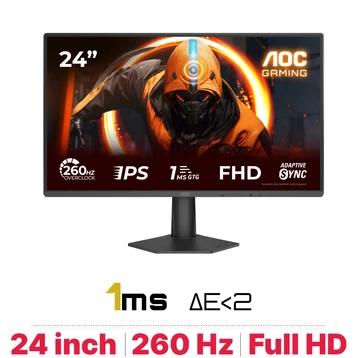 24”
AOC
GAMING
260HZ
OVERCLOCK
IPS
1 MS GTG
FHD
ADAPTIVE
SYNC
AOC
1ms ΔE<2
24 inch | 260 Hz | Full HD